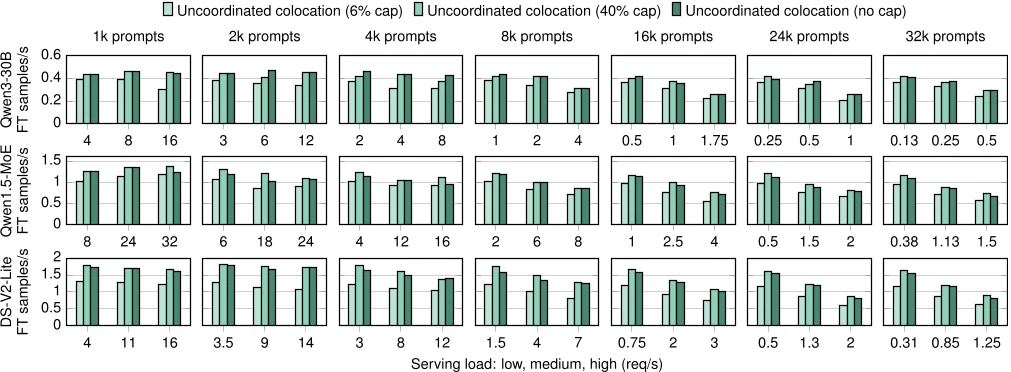 Uncoordinated colocation (6% cap) Uncoordinated colocation (40% cap) Uncoordinated colocation (no cap)
1k prompts 2k prompts 4k prompts 8k prompts 16k prompts 24k prompts 32k prompts
Qwen3-30B
FT samples/s
0.6
0.4
0.2
0
4 8 16 3 6 12 2 4 8 1 2 4 0.5 1 1.75 0.25 0.5 1 0.13 0.25 0.5
Qwen1.5-MoE
FT samples/s
1.5
1
0.5
0
8 24 32 6 18 24 4 12 16 2 6 8 1 2.5 4 0.5 1.5 2 0.38 1.13 1.5
DS-V2-Lite
FT samples/s
2
1.5
1
0.5
0
4 11 16 3.5 9 14 3 8 12 1.5 4 7 0.75 2 3 0.5 1.3 2 0.31 0.85 1.25
Serving load: low, medium, high (req/s)